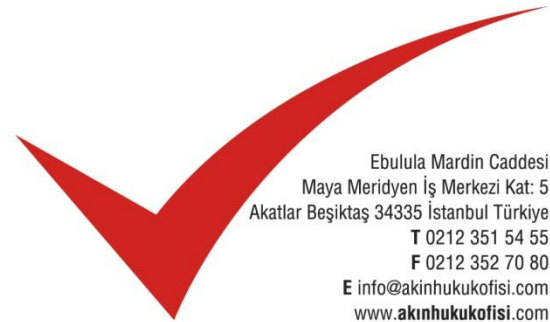 Ebulula Mardin Caddesi
Maya Meridyen İş Merkezi Kat: 5
Akatlar Beşiktaş 34335 İstanbul Türkiye
T 0212 351 54 55
F 0212 352 70 80
E info@akinhukukofisi.com
www.akınhukukofisi.com